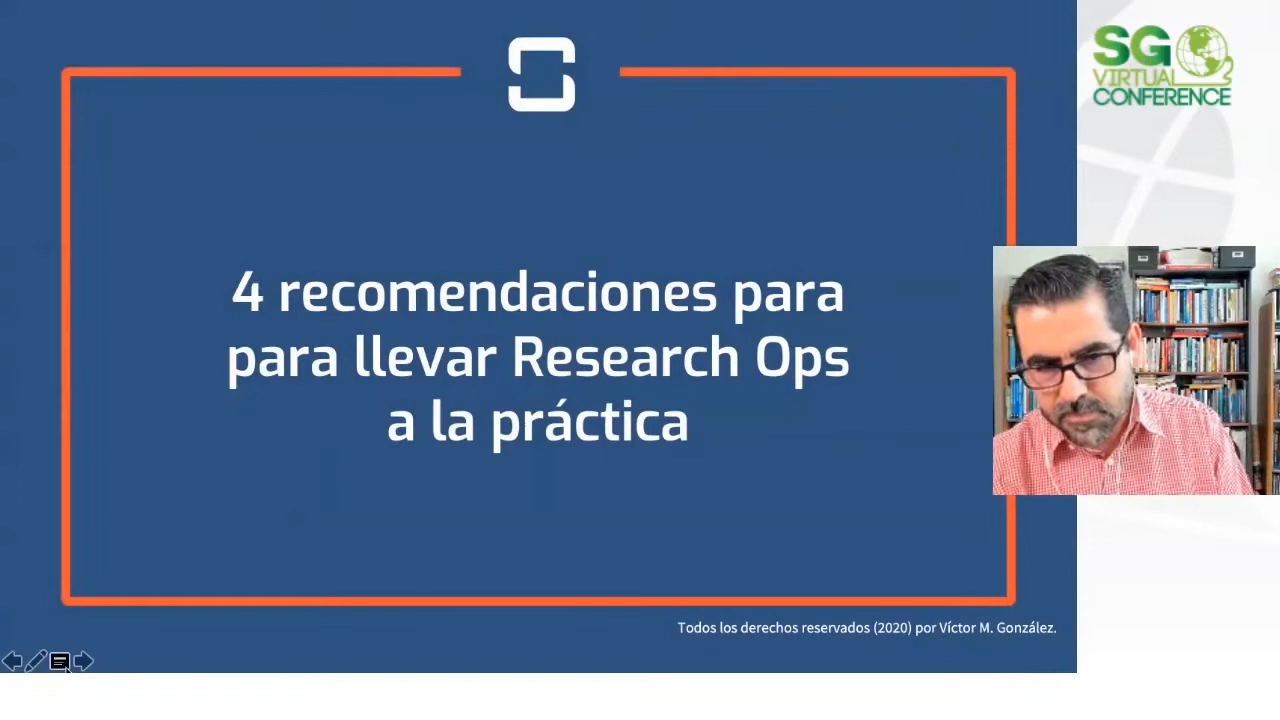 SG
VIRTUAL
CONFERENCE
4 recomendaciones para
para llevar Research Ops
a la práctica
Todos los derechos reservados (2020) por Víctor M. González.